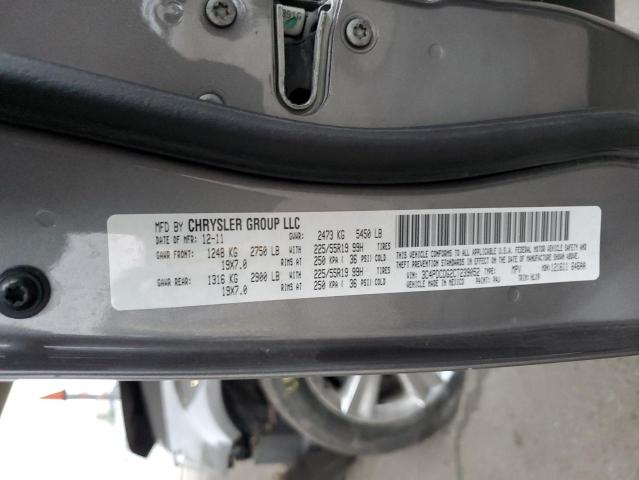 MFD BY CHRYSLER GROUP LLC
DATE OF MFR: 12-11 GVWR: 2473 KG 5450 LB
GAWR FRONT: 1248 KG 2750 LB 225/55R19 99H TIRES
19X7.0 RIMS AT 250 KPA ( 36 PSI) COLD
GAWR REAR: 1316 KG 2900 LB 225/55R19 99H TIRES
19X7.0 RIMS AT 250 KPA ( 36 PSI) COLD
THIS VEHICLE CONFORMS TO ALL APPLICABLE U.S.A. FEDERAL MOTOR VEHICLE SAFETY AND
THEFT PREVENTION STANDARDS IN EFFECT ON THE DATE OF MANUFACTURE SHOWN ABOVE.
VIN: 3C4PDCDG2CT239852 TYPE: MPV
VEHICLE MADE IN MEXICO PAINT: PAU